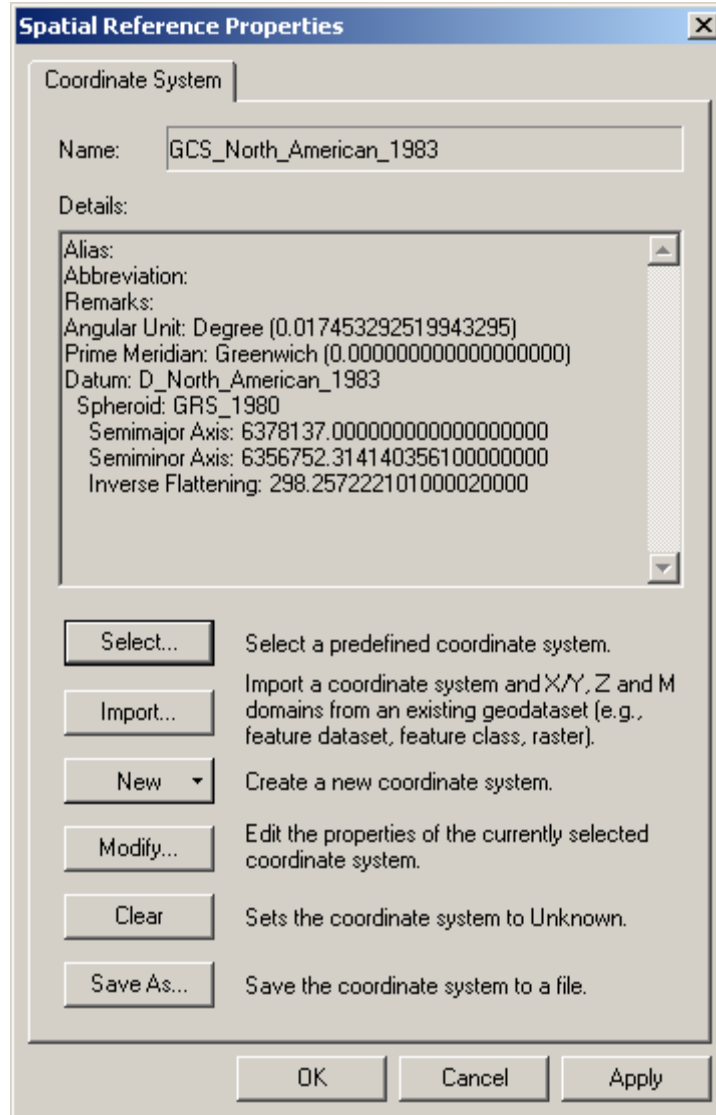 Spatial Reference Properties
Coordinate System
Name: GCS_North_American_1983
Details:
Alias:
Abbreviation:
Remarks:
Angular Unit: Degree (0.017453292519943295)
Prime Meridian: Greenwich (0.000000000000000000)
Datum: D_North_American_1983
Spheroid: GRS_1980
Semimajor Axis: 6378137.000000000000000000
Semiminor Axis: 6356752.314140356100000000
Inverse Flattening: 298.257222101000020000
Select... Select a predefined coordinate system.
Import... Import a coordinate system and X/Y, Z and M
domains from an existing geodataset (e.g.,
feature dataset, feature class, raster).
New Create a new coordinate system.
Modify... Edit the properties of the currently selected
coordinate system.
Clear Sets the coordinate system to Unknown.
Save As... Save the coordinate system to a file.
OK Cancel Apply